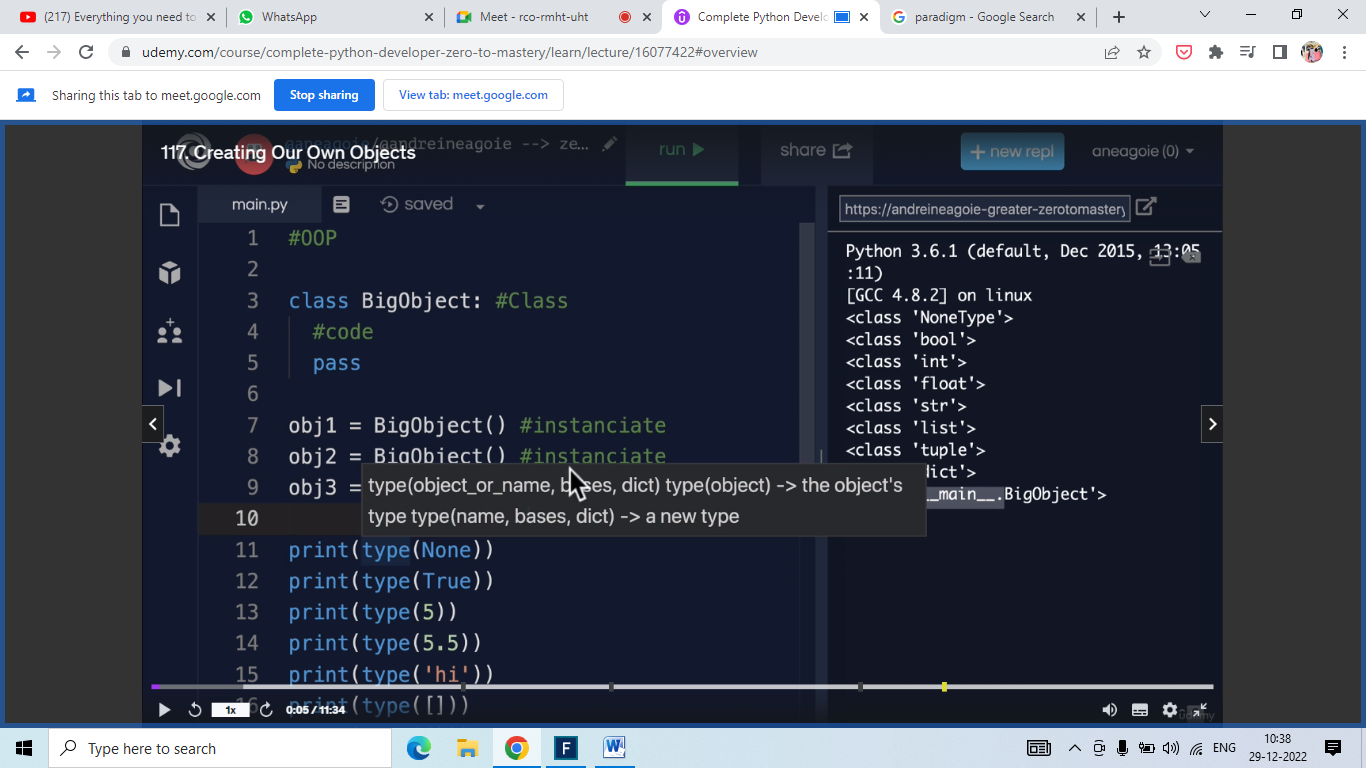 (217) Everything you need to
WhatsApp
Meet - rco-rmht-uht
Complete Python Develo
paradigm - Google Search
udemy.com/course/complete-python-developer-zero-to-mastery/learn/lecture/16077422#overview
Sharing this tab to meet.google.com
Stop sharing
View tab: meet.google.com
117. Creating Our Own Objects
aneagoie/@andreineagoie --> ze...
No description
run
share
+ new repl
aneagoie (0)
main.py
saved
https://andreineagoie-greater-zerotomastery
1 #OOP
2
3 class BigObject: #Class
4 #code
5 pass
6
7 obj1 = BigObject() #instanciate
8 obj2 = BigObject() #instanciate
9 obj3 =
type(object_or_name, bases, dict) type(object) -> the object's
type type(name, bases, dict) -> a new type
10
11 print(type(None))
12 print(type(True))
13 print(type(5))
14 print(type(5.5))
15 print(type('hi'))
16 print(type([]))
Python 3.6.1 (default, Dec 2015, 13:05
:11)
[GCC 4.8.2] on linux
<class 'NoneType'>
<class 'bool'>
<class 'int'>
<class 'float'>
<class 'str'>
<class 'list'>
<class 'tuple'>
dict'>
__main__.BigObject'>
1x
0:05 / 11:34
udemy
Type here to search
F
W
ENG
10:38
29-12-2022